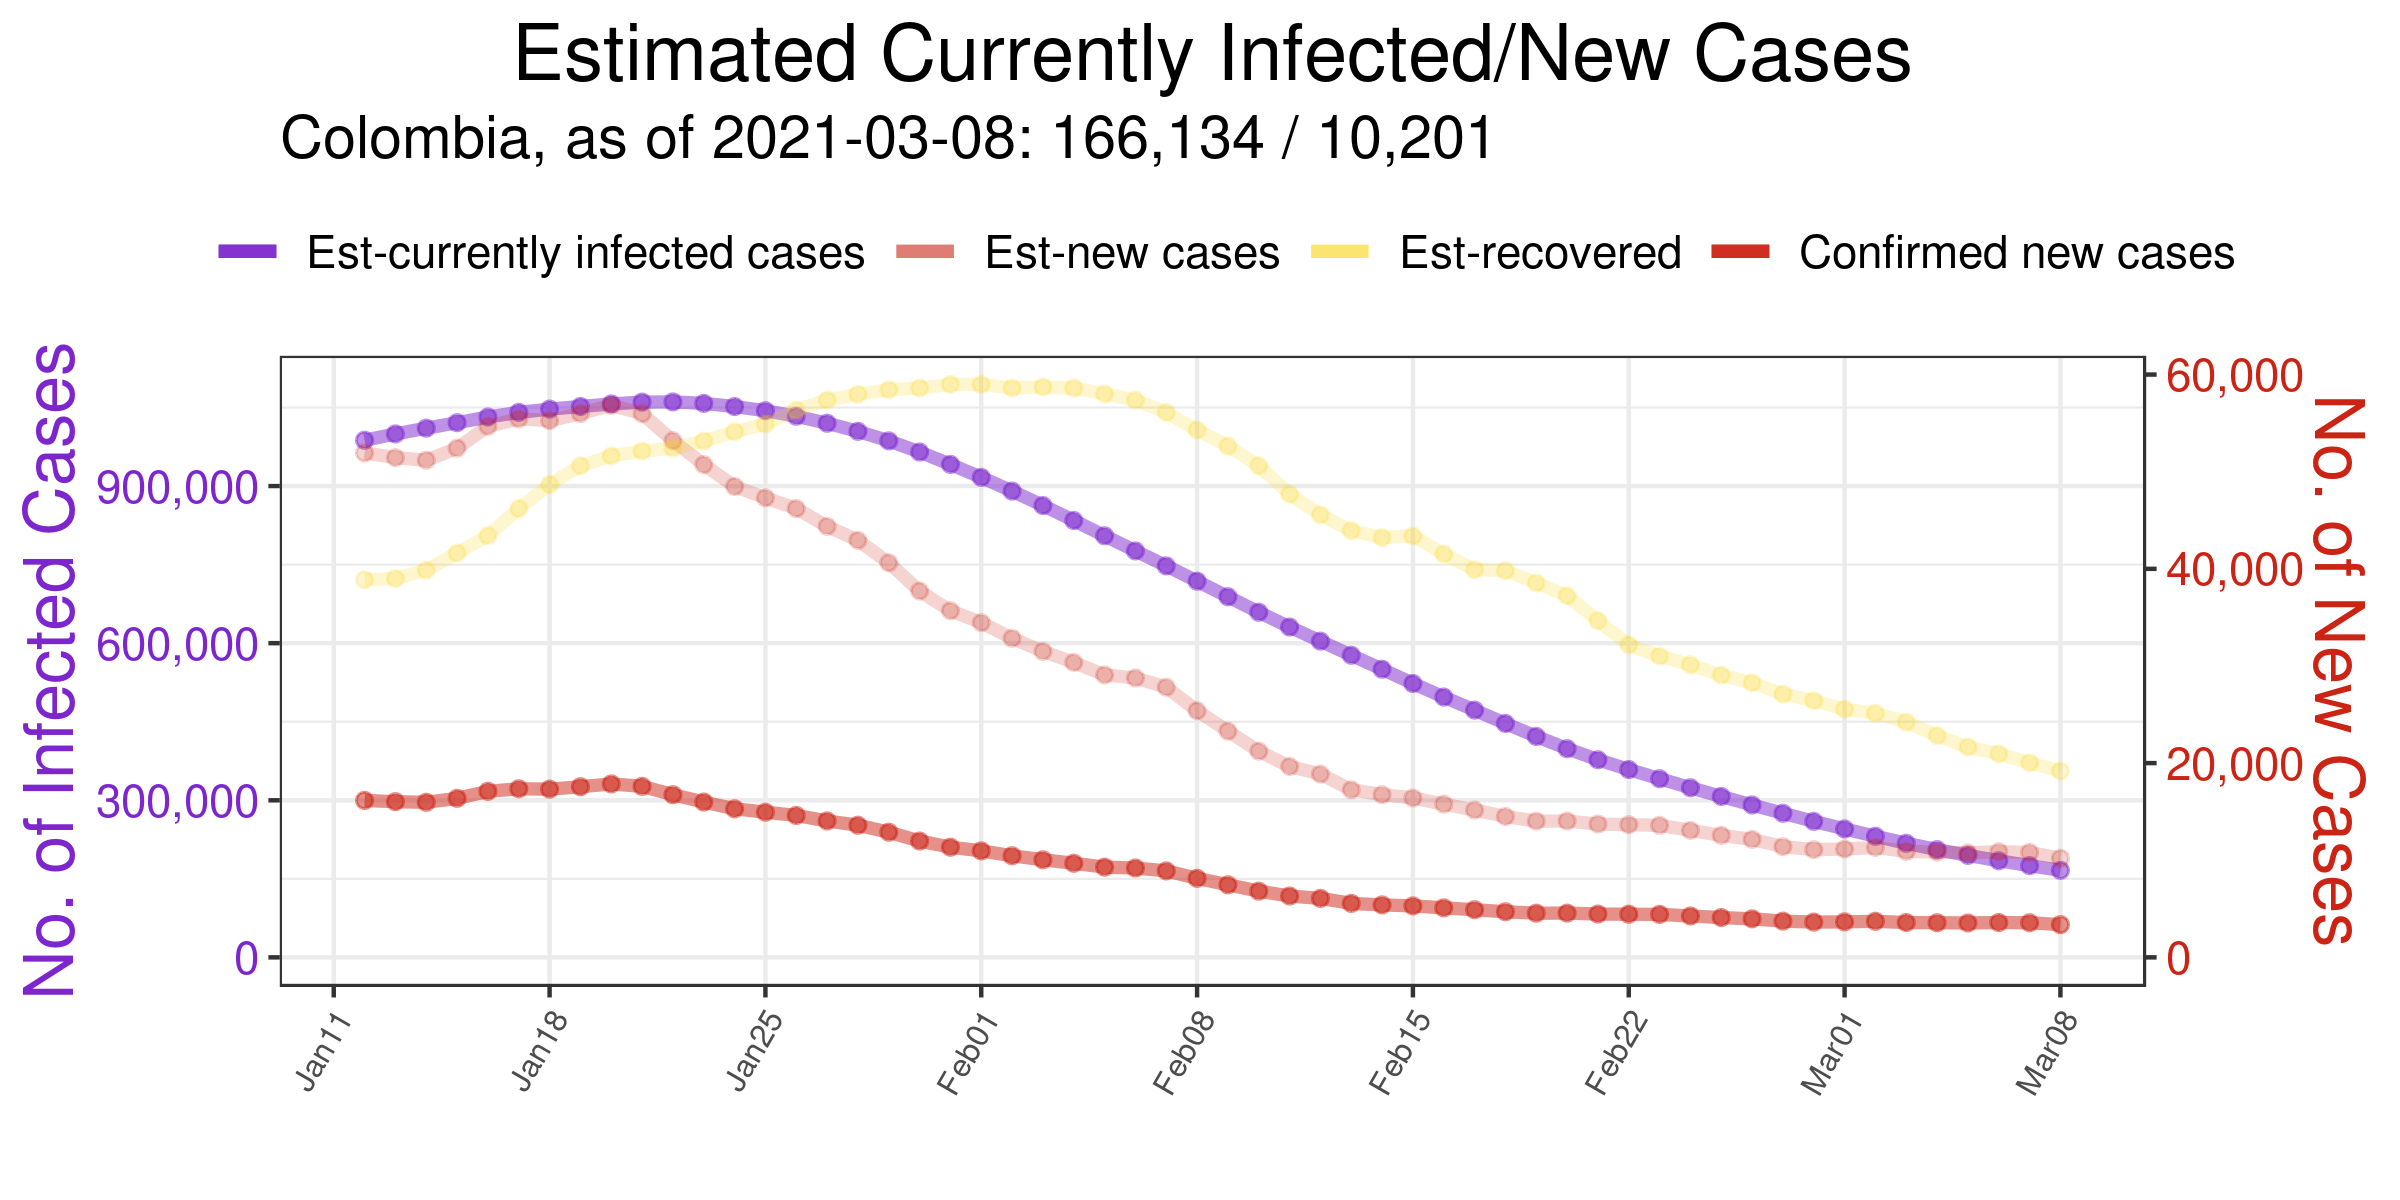 Estimated Currently Infected/New Cases
Colombia, as of 2021-03-08: 166,134 / 10,201
Est-currently infected cases Est-new cases Est-recovered Confirmed new cases
No. of Infected Cases
900,000
600,000
300,000
0
60,000
40,000
20,000
0
No. of New Cases
Jan11 Jan18 Jan25 Feb01 Feb08 Feb15 Feb22 Mar01 Mar08